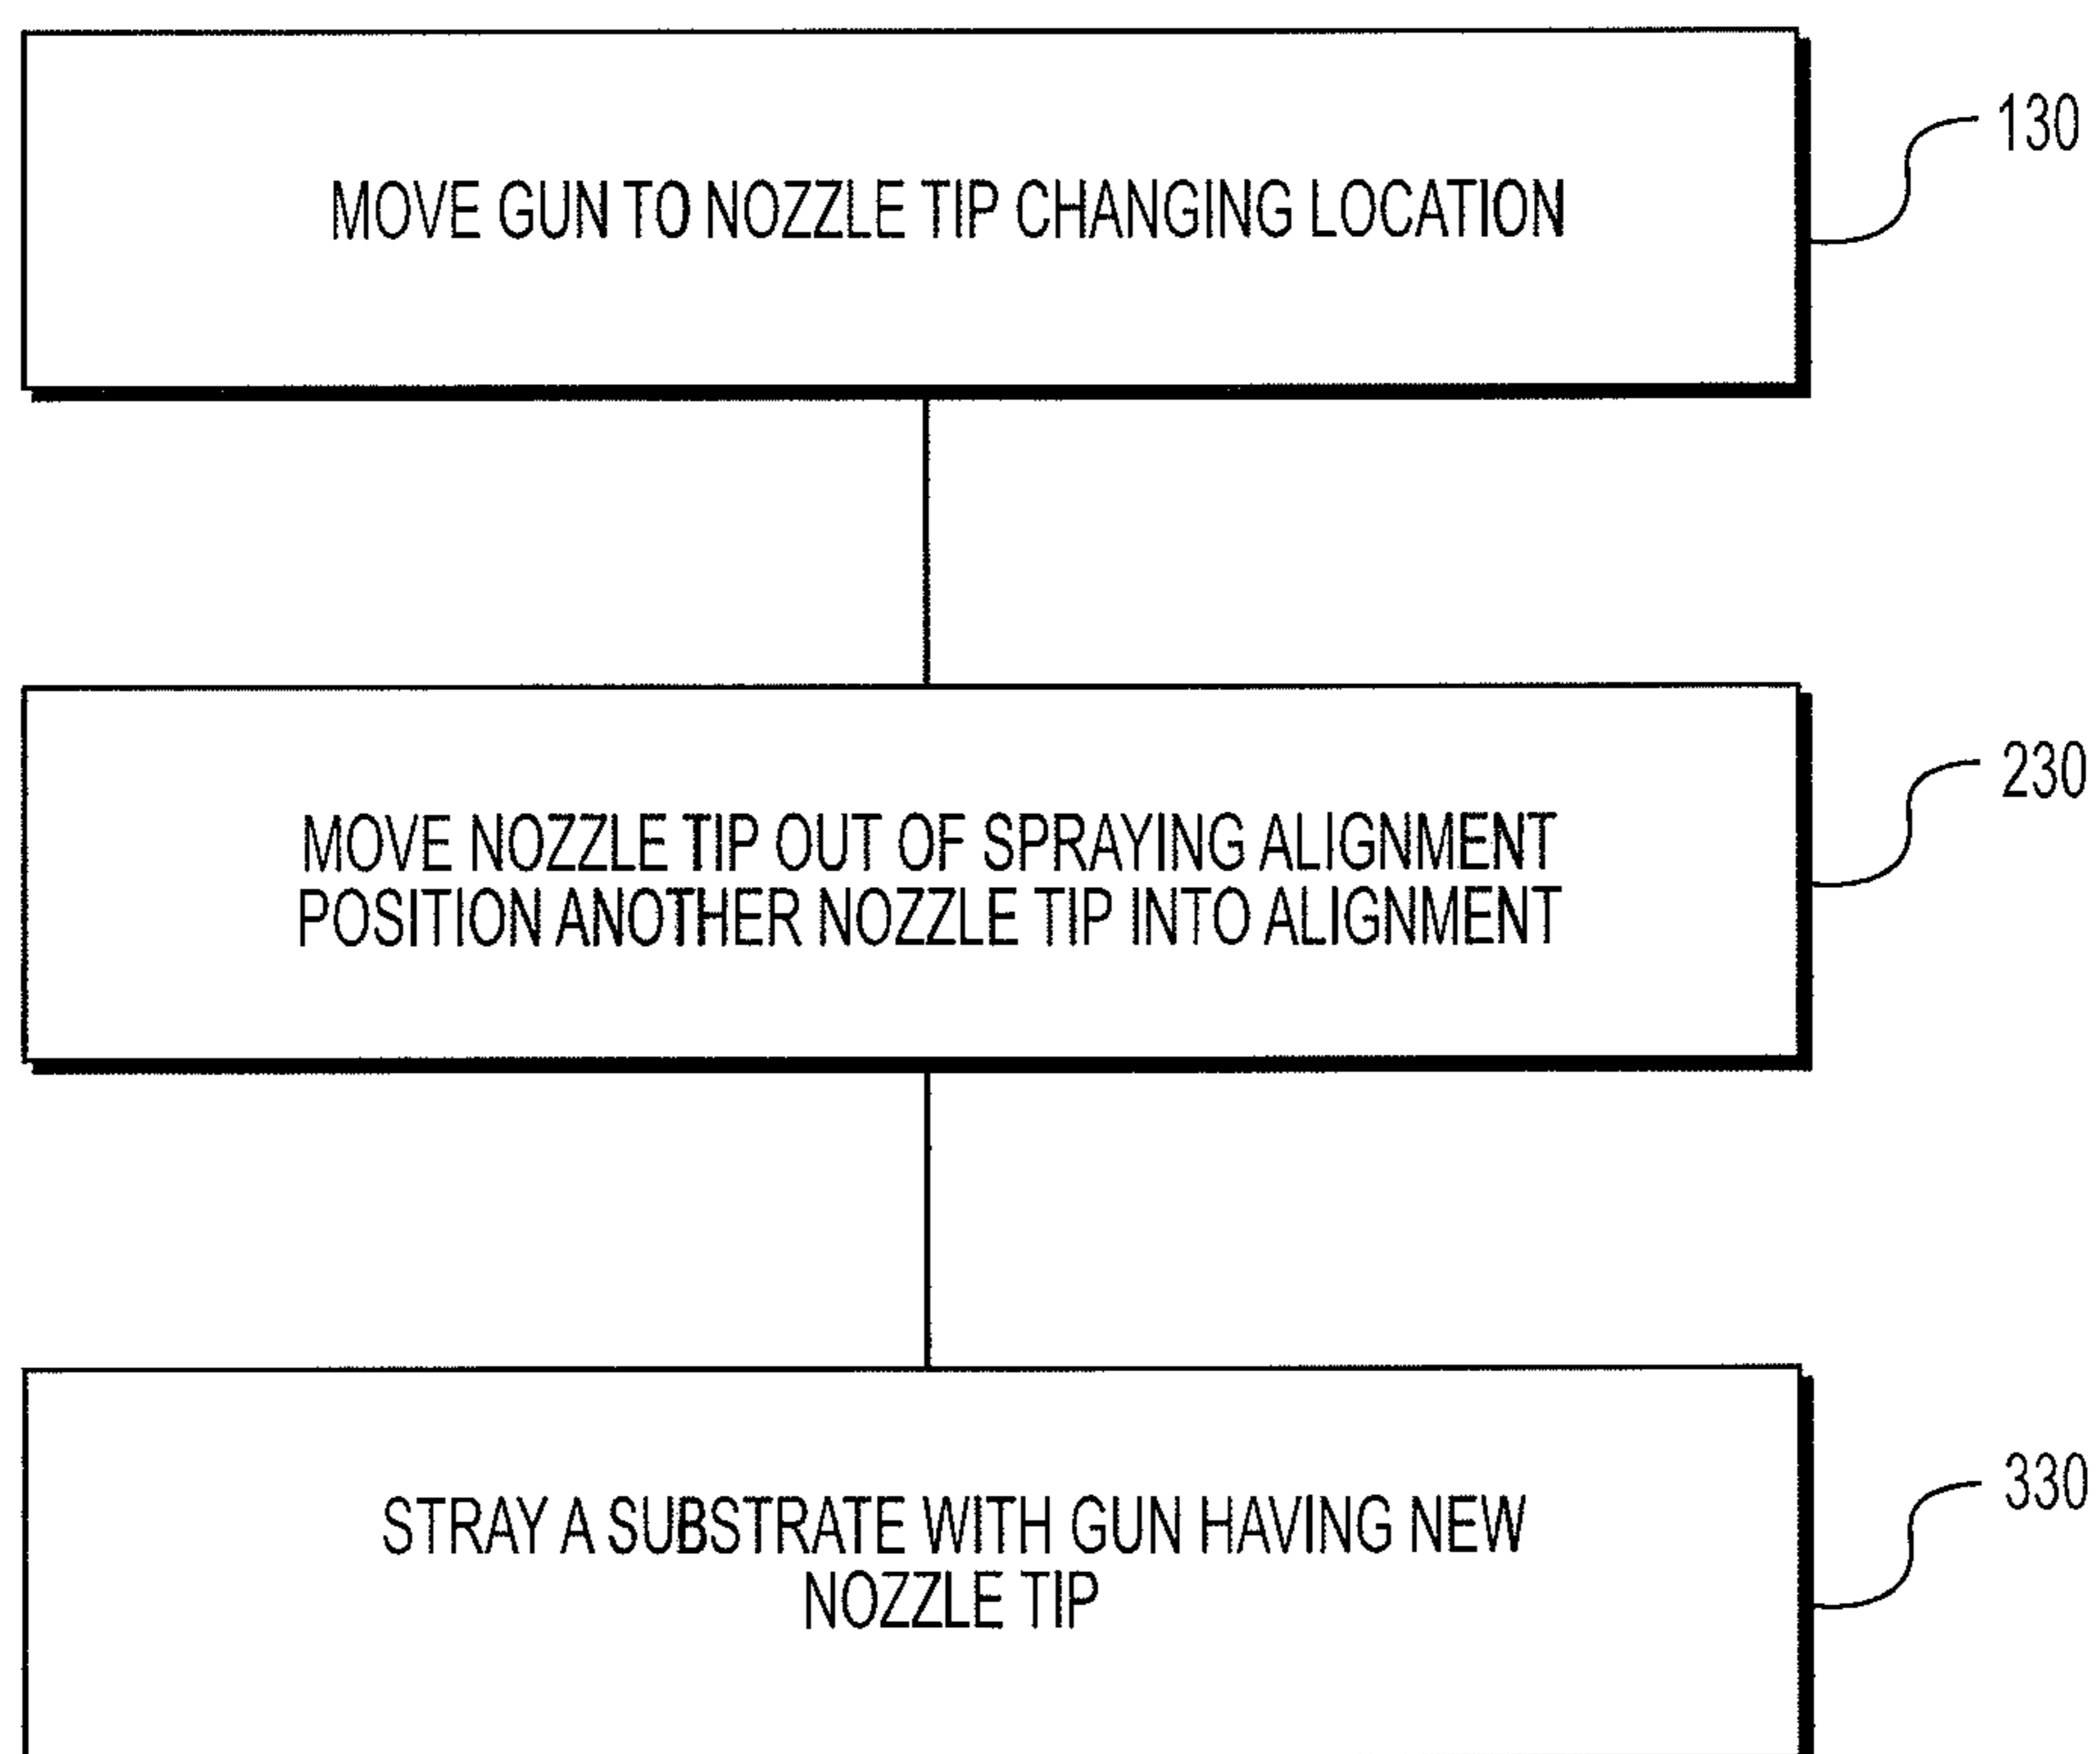 MOVE GUN TO NOZZLE TIP CHANGING LOCATION
130
MOVE NOZZLE TIP OUT OF SPRAYING ALIGNMENT
POSITION ANOTHER NOZZLE TIP INTO ALIGNMENT
230
STRAY A SUBSTRATE WITH GUN HAVING NEW
NOZZLE TIP
330